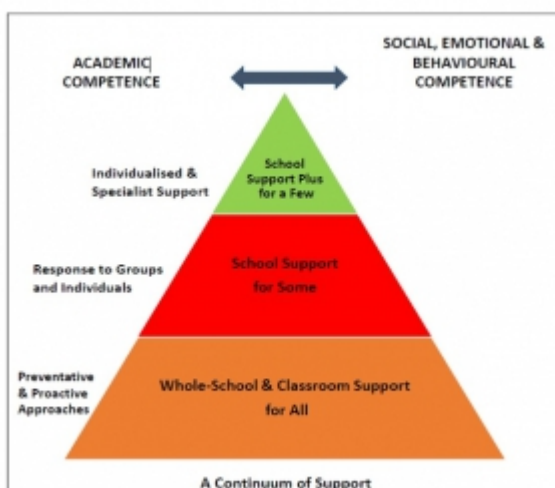 ACADEMIC
COMPETENCE
SOCIAL, EMOTIONAL &
BEHAVIOURAL
COMPETENCE
Individualised &
Specialist Support
School
Support Plus
for a Few
Response to Groups
and Individuals
School Support
for Some
Preventative
& Proactive
Approaches
Whole-School & Classroom Support
for All
A Continuum of Support